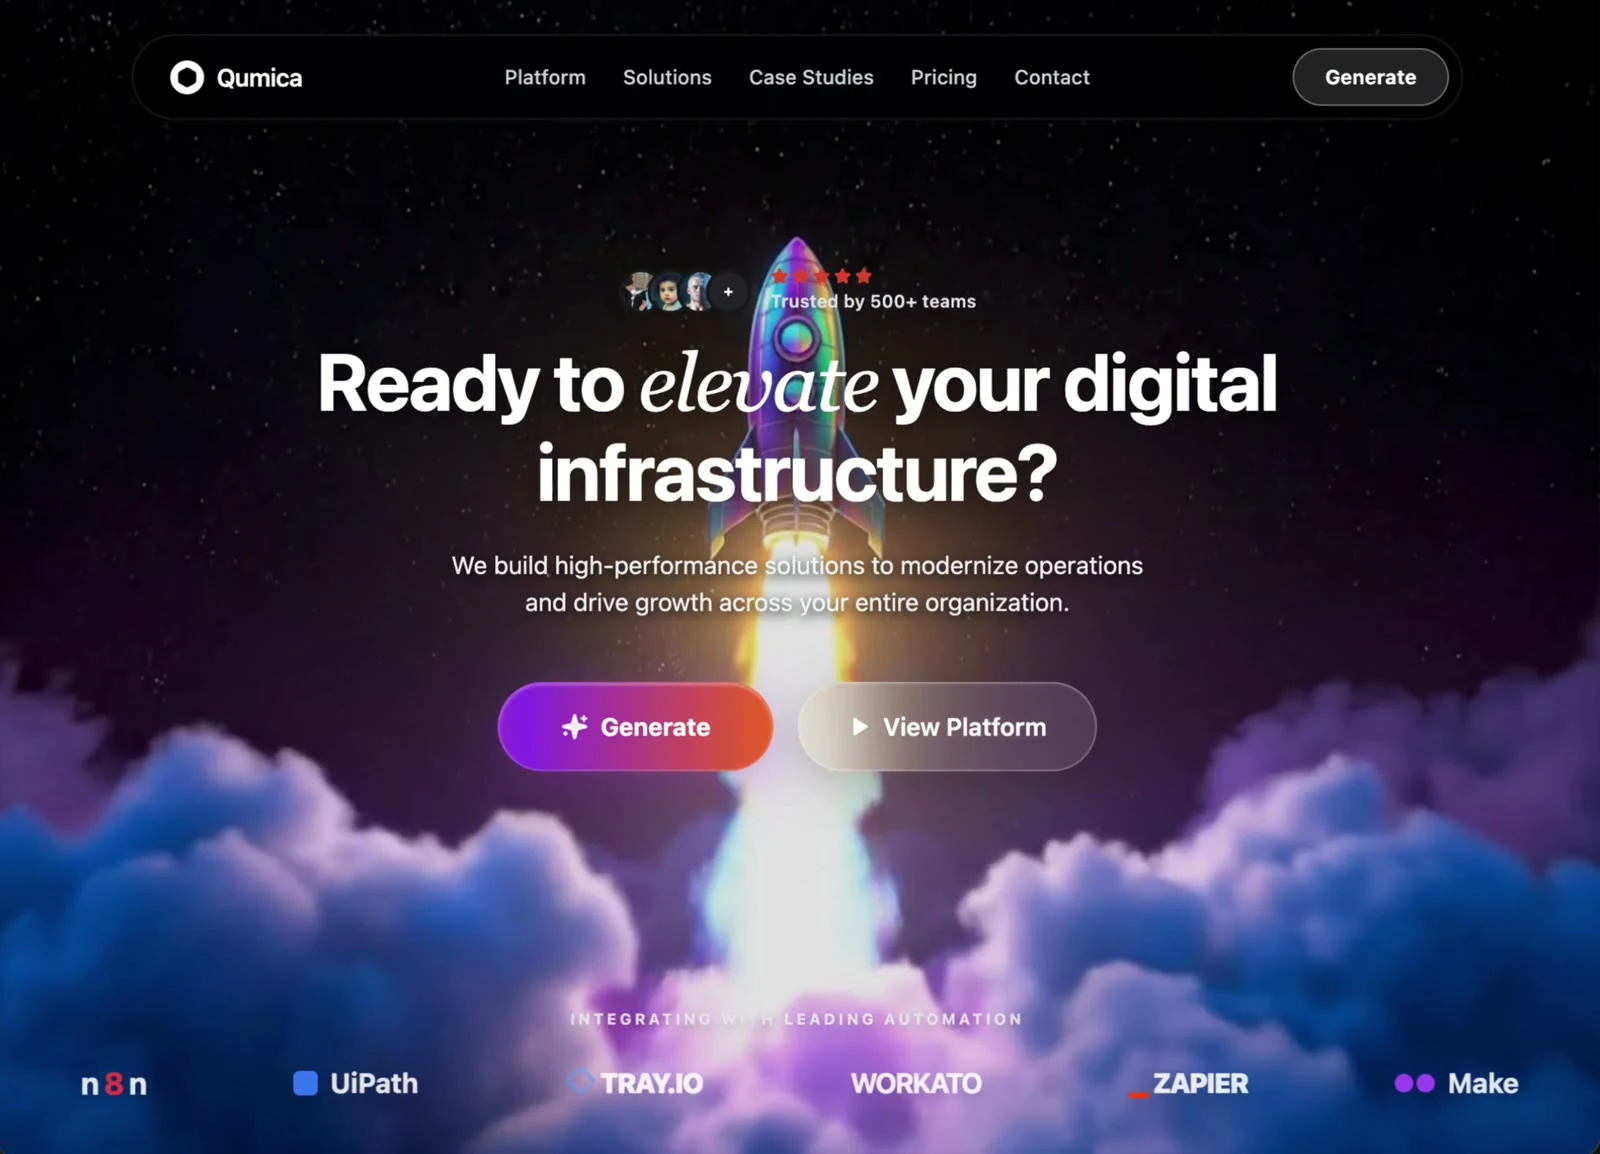 Qumica
Platform
Solutions
Case Studies
Pricing
Contact
Generate
+
Trusted by 500+ teams
Ready to elevate your digital
infrastructure?
We build high-performance solutions to modernize operations
and drive growth across your entire organization.
Generate
View Platform
INTEGRATING WITH LEADING AUTOMATION
n8n
UiPath
TRAY.IO
WORKATO
_ZAPIER
Make